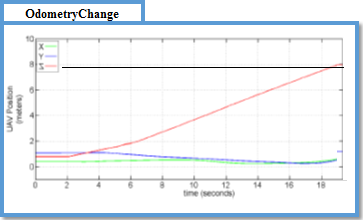 OdometryChange
10
8
6
4
2
0
X
Y
Z
UAV Position
(meters)
0 2 4 6 8 10 12 14 16 18
time (seconds)